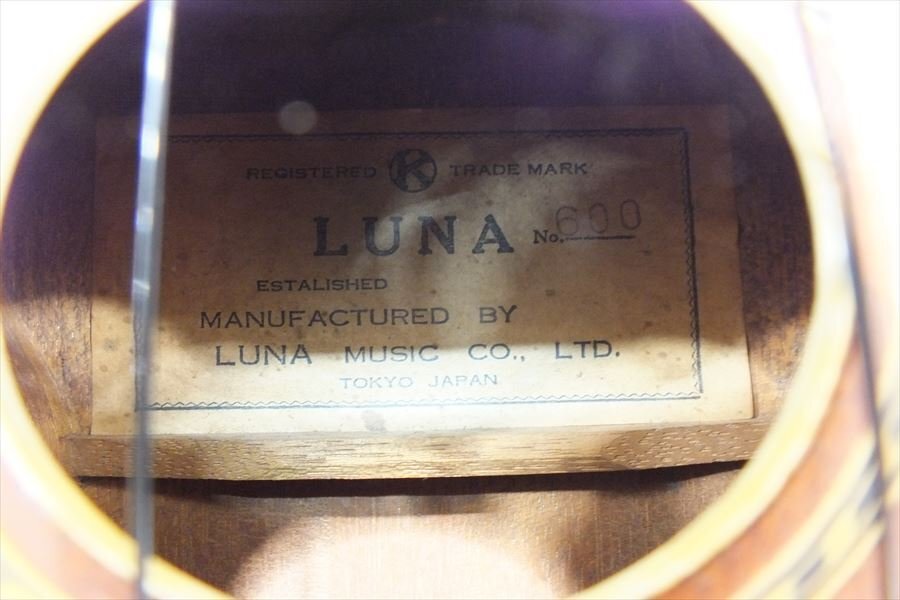 REGISTERED K TRADE MARK
LUNA No. 600
ESTALISHED
MANUFACTURED BY
LUNA MUSIC CO., LTD.
TOKYO JAPAN